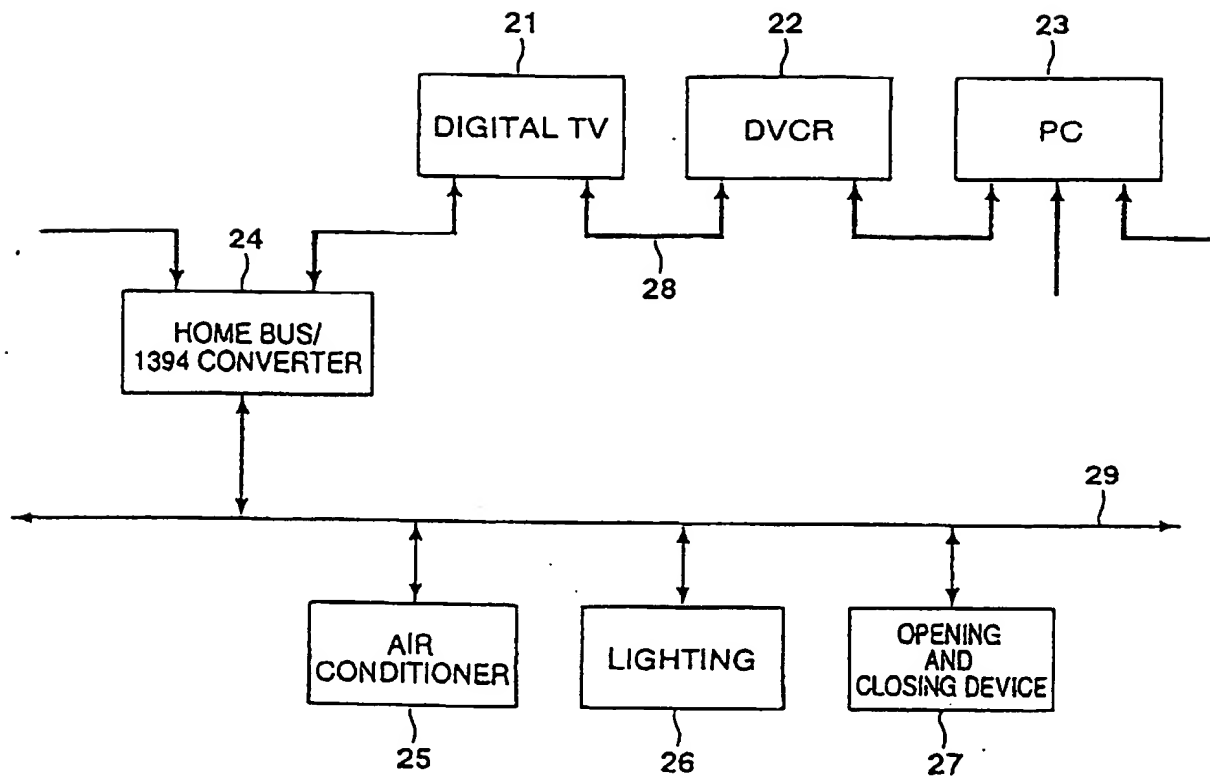 21
22
23
DIGITAL TV
DVCR
PC
24
28
HOME BUS/
1394 CONVERTER
29
AIR
CONDITIONER
LIGHTING
OPENING
AND
CLOSING DEVICE
25
26
27